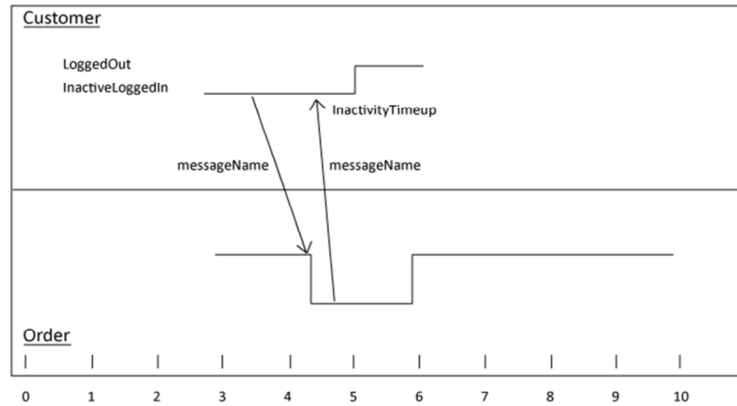 Customer
LoggedOut
InactiveLoggedIn
InactivityTimeup
messageName messageName
Order
0 1 2 3 4 5 6 7 8 9 10